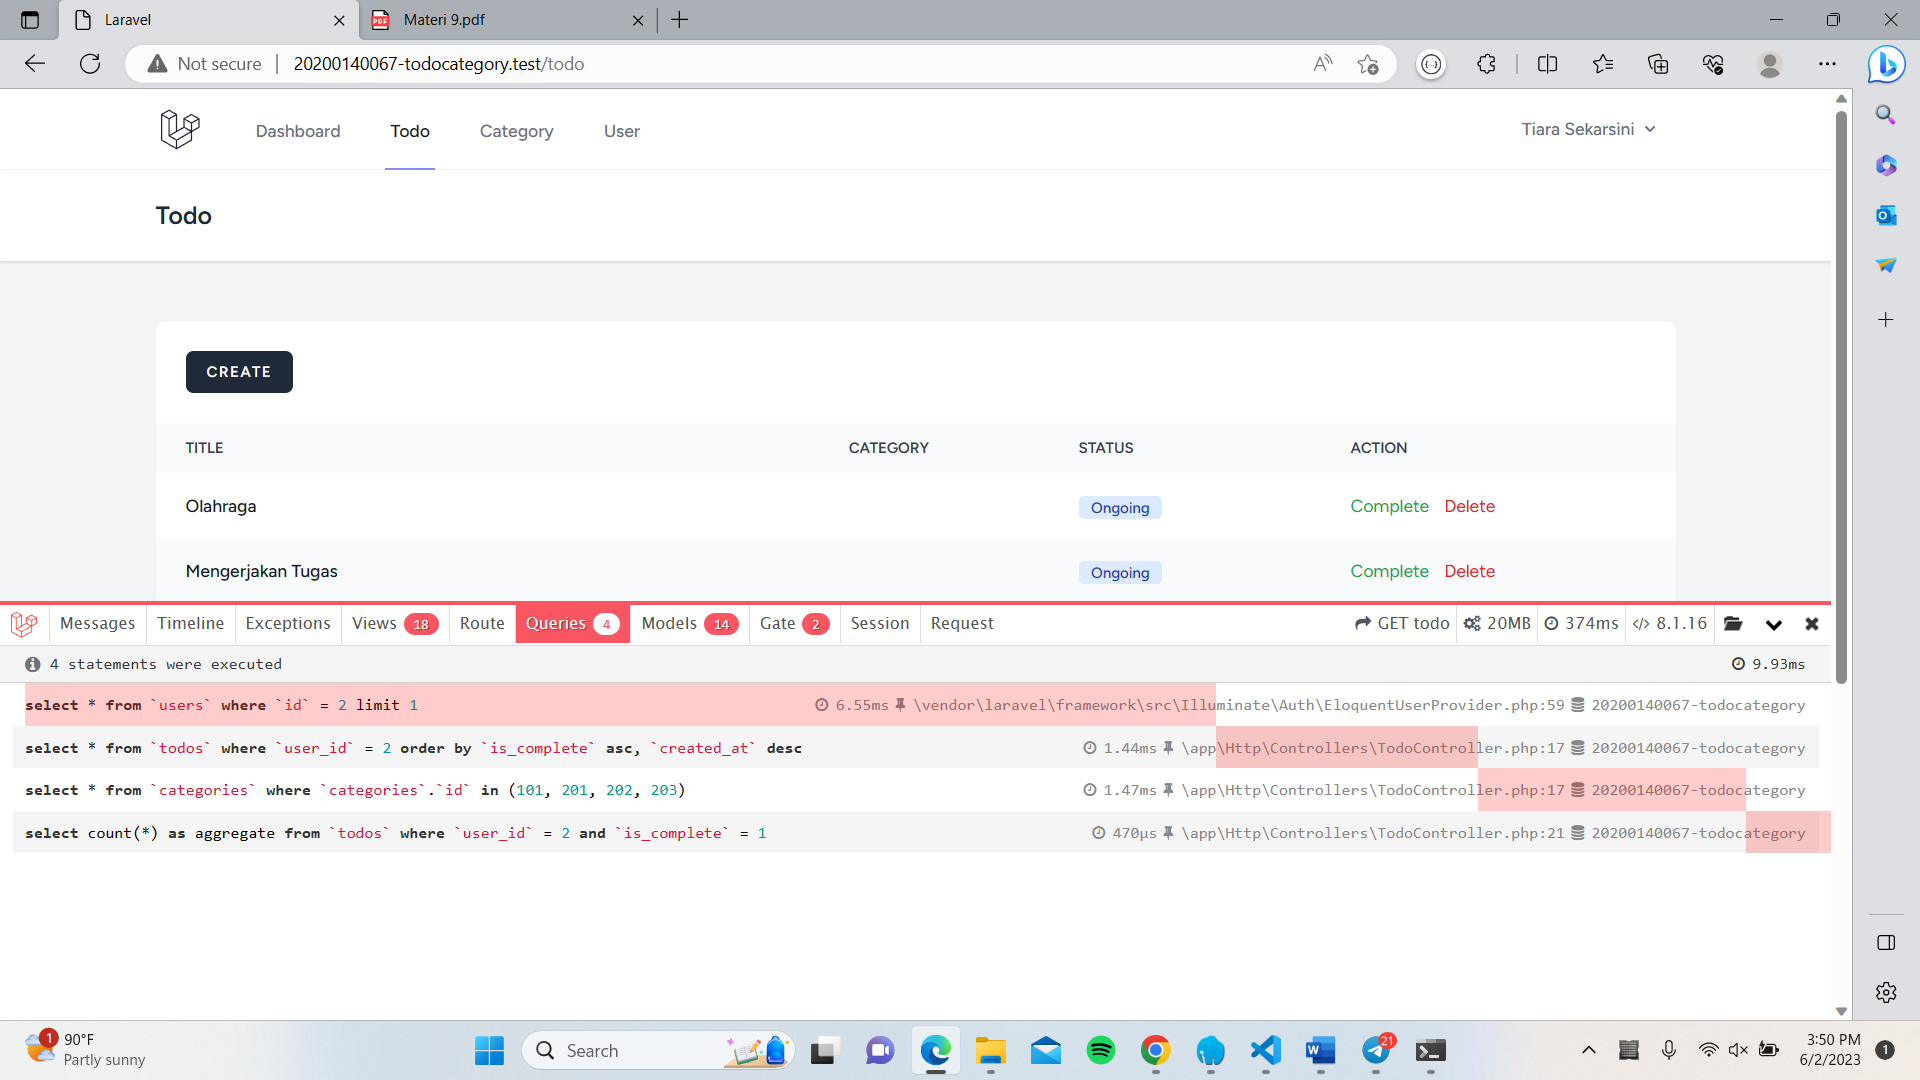 Laravel
Materi 9.pdf
Not secure
20200140067-todocategory.test/todo
Dashboard
Todo
Category
User
Tiara Sekarsini
Todo
CREATE
TITLE CATEGORY STATUS ACTION
Olahraga Ongoing Complete Delete
Mengerjakan Tugas Ongoing Complete Delete
Messages Timeline Exceptions Views 18 Route Queries 4 Models 14 Gate 2 Session Request GET todo 20MB 374ms 8.1.16
4 statements were executed 9.93ms
select * from `users` where `id` = 2 limit 1 6.55ms \vendor\laravel\framework\src\Illuminate\Auth\EloquentUserProvider.php:59 20200140067-todocategory
select * from `todos` where `user_id` = 2 order by `is_complete` asc, `created_at` desc 1.44ms \app\Http\Controllers\TodoController.php:17 20200140067-todocategory
select * from `categories` where `categories`.`id` in (101, 201, 202, 203) 1.47ms \app\Http\Controllers\TodoController.php:17 20200140067-todocategory
select count(*) as aggregate from `todos` where `user_id` = 2 and `is_complete` = 1 470μs \app\Http\Controllers\TodoController.php:21 20200140067-todocategory
1
90°F
Partly sunny
Search
21
3:50 PM
6/2/2023
1